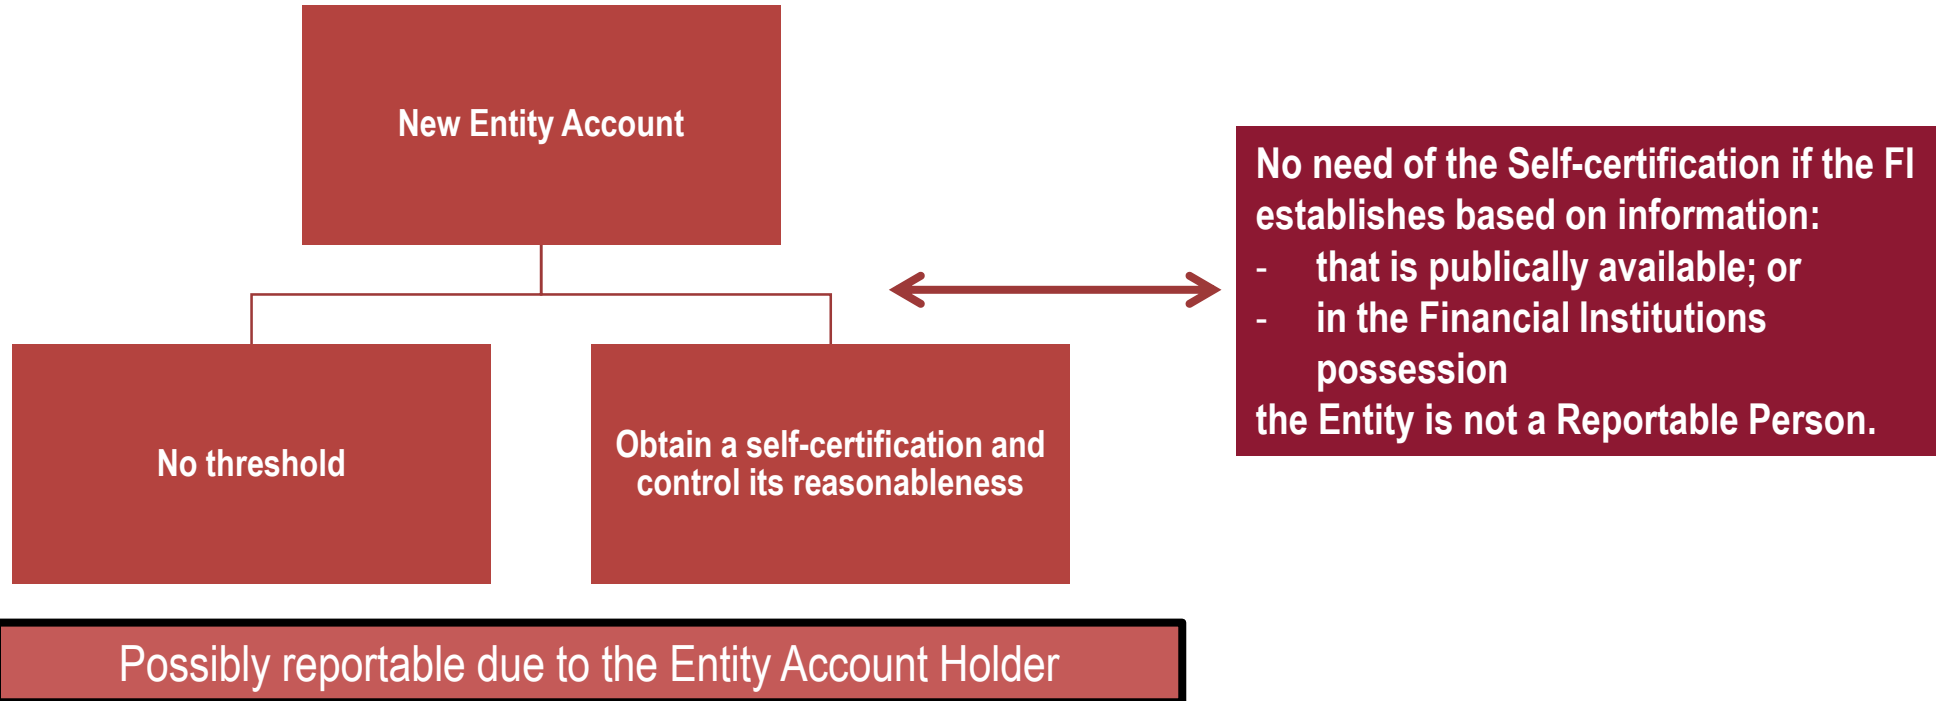 New Entity Account
No threshold
Obtain a self-certification and
control its reasonableness
No need of the Self-certification if the FI
establishes based on information:
- that is publically available; or
- in the Financial Institutions
possession
the Entity is not a Reportable Person.
Possibly reportable due to the Entity Account Holder